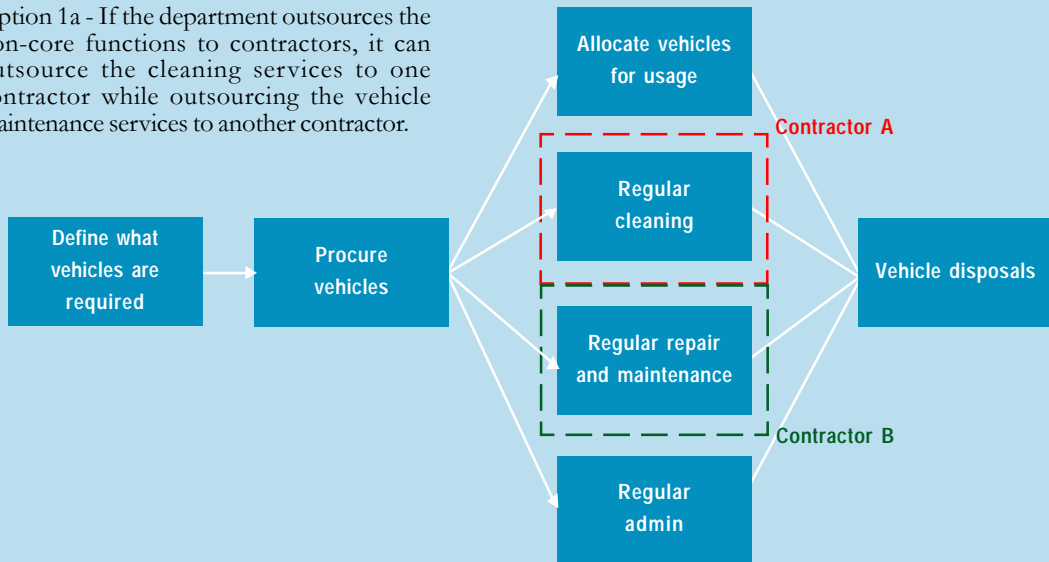 ption 1a - If the department outsources the
on-core functions to contractors, it can
utsource the cleaning services to one
ontractor while outsourcing the vehicle
aintenance services to another contractor.
Allocate vehicles
for usage
Contractor A
Regular
cleaning
Define what
vehicles are
required
Procure
vehicles
Vehicle disposals
Regular repair
and maintenance
Contractor B
Regular
admin